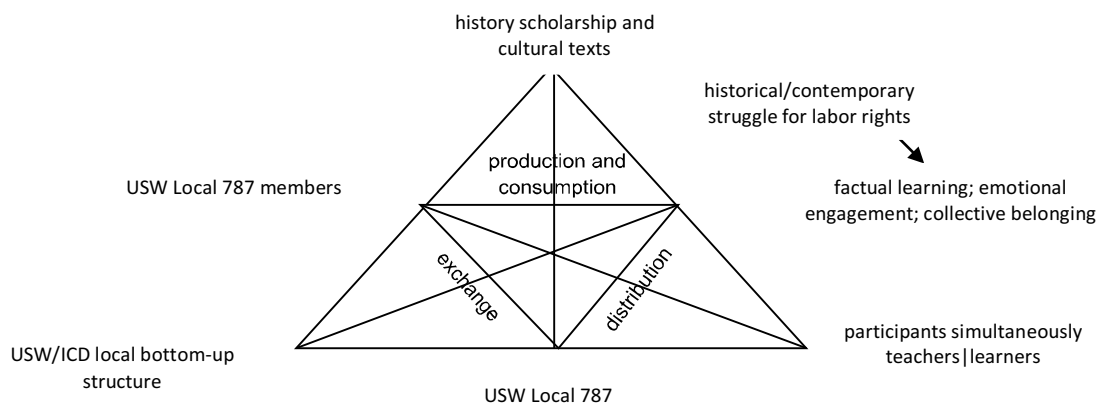 history scholarship and
cultural texts
historical/contemporary
struggle for labor rights
production and
consumption
USW Local 787 members
factual learning; emotional
engagement; collective belonging
exchange
distribution
USW/ICD local bottom-up
structure
participants simultaneously
teachers|learners
USW Local 787